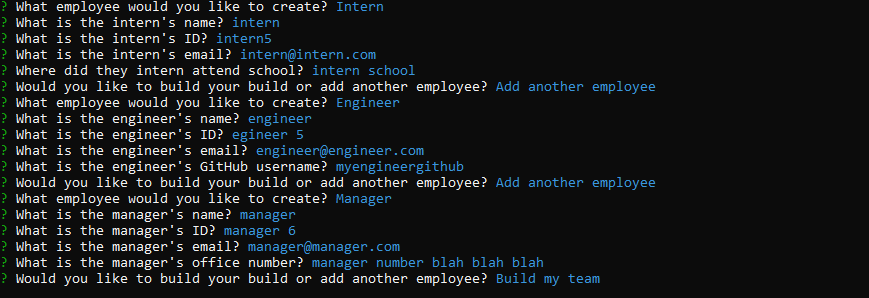 ? What employee would you like to create? Intern
? What is the intern's name? intern
? What is the intern's ID? intern5
? What is the intern's email? intern@intern.com
? Where did they intern attend school? intern school
? Would you like to build your build or add another employee? Add another employee
? What employee would you like to create? Engineer
? What is the engineer's name? engineer
? What is the engineer's ID? egineer 5
? What is the engineer's email? engineer@engineer.com
? What is the engineer's GitHub username? myengineergithub
? Would you like to build your build or add another employee? Add another employee
? What employee would you like to create? Manager
? What is the manager's name? manager
? What is the manager's ID? manager 6
? What is the manager's email? manager@manager.com
? What is the manager's office number? manager number blah blah blah
? Would you like to build your build or add another employee? Build my team